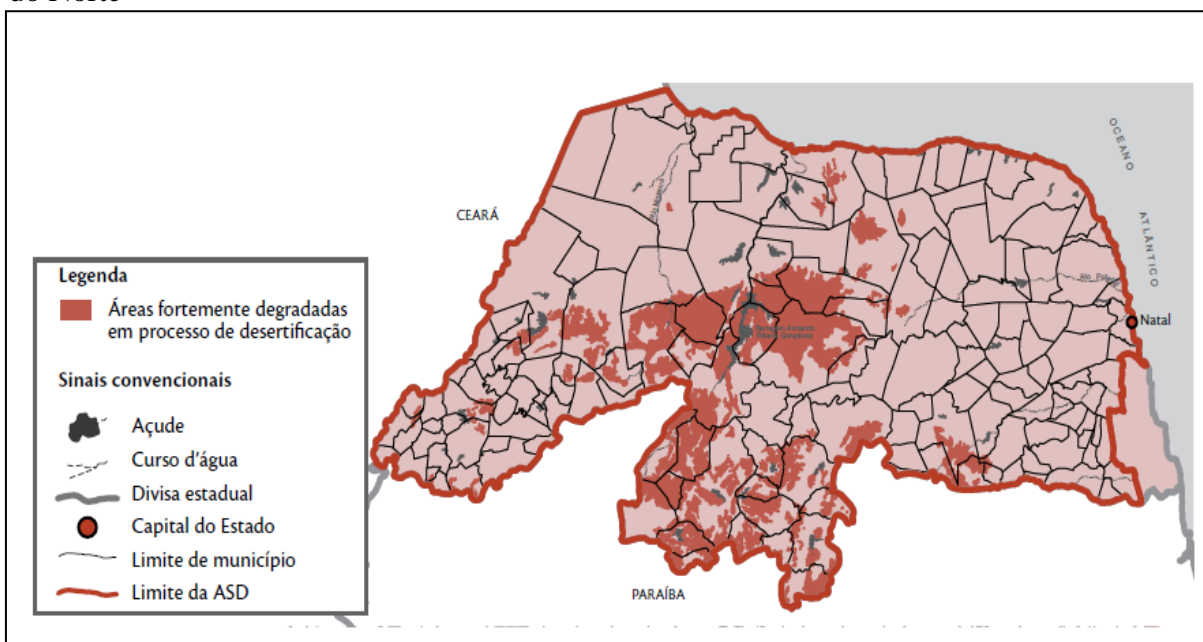 do Norte
OCEANO
ATLÂNTICO
CEARÁ
Natal
Legenda
Áreas fortemente degradadas
em processo de desertificação
Sinais convencionais
Açude
Curso d'água
Divisa estadual
Capital do Estado
Limite de município
Limite da ASD
PARAÍBA